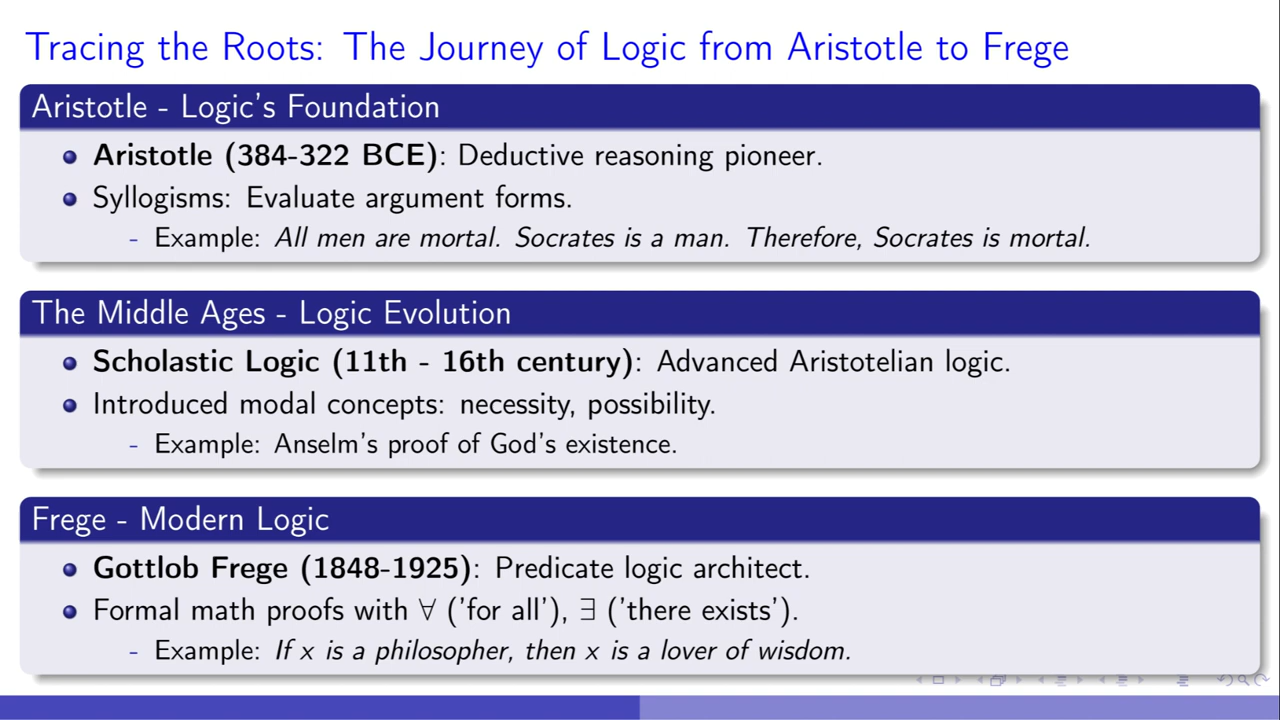 Tracing the Roots: The Journey of Logic from Aristotle to Frege
Aristotle - Logic's Foundation
Aristotle (384-322 BCE): Deductive reasoning pioneer.
Syllogisms: Evaluate argument forms.
- Example: All men are mortal. Socrates is a man. Therefore, Socrates is mortal.
The Middle Ages - Logic Evolution
Scholastic Logic (11th - 16th century): Advanced Aristotelian logic.
Introduced modal concepts: necessity, possibility.
- Example: Anselm's proof of God's existence.
Frege - Modern Logic
Gottlob Frege (1848-1925): Predicate logic architect.
Formal math proofs with ∀ ('for all'), ∃ ('there exists').
- Example: If x is a philosopher, then x is a lover of wisdom.